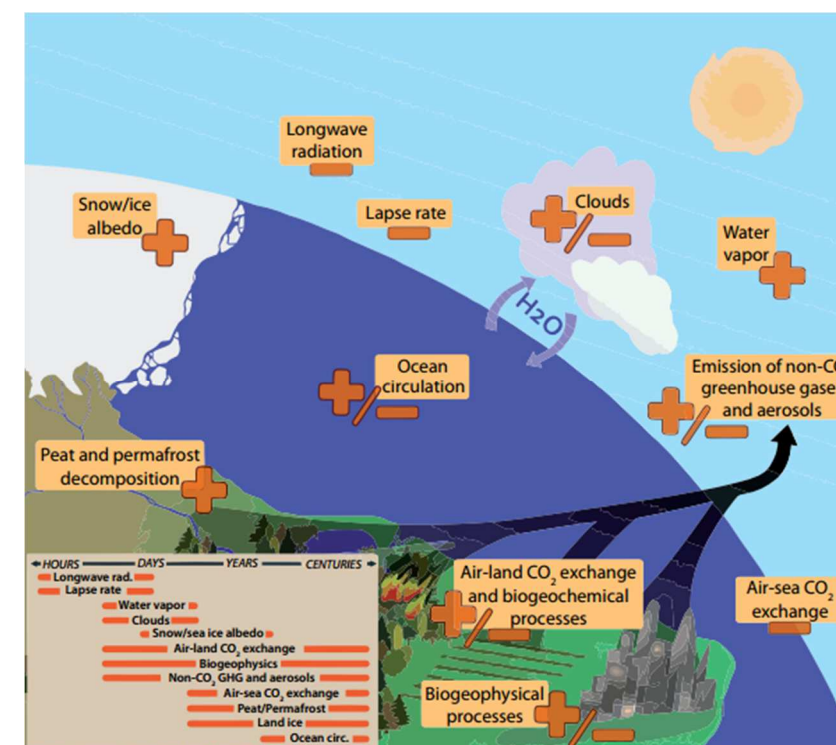 Longwave
radiation
Snow/ice
albedo
Lapse rate
Clouds
Water
vapor
H2O
Ocean
circulation
Emission of non-CO
greenhouse gase
and aerosols
Peat and permafrost
decomposition
HOURS DAYS YEARS CENTURIES
Longwave rad.
Lapse rate
Water vapor
Clouds
Snow/sea ice albedo
Air-land CO₂ exchange
Biogeophysics
Non-CO₂ GHG and aerosols
Air-sea CO₂ exchange
Peat/Permafrost
Land ice
Ocean circ.
Air-land CO₂ exchange
and biogeochemical
processes
Air-sea CO₂
exchange
Biogeophysical
processes